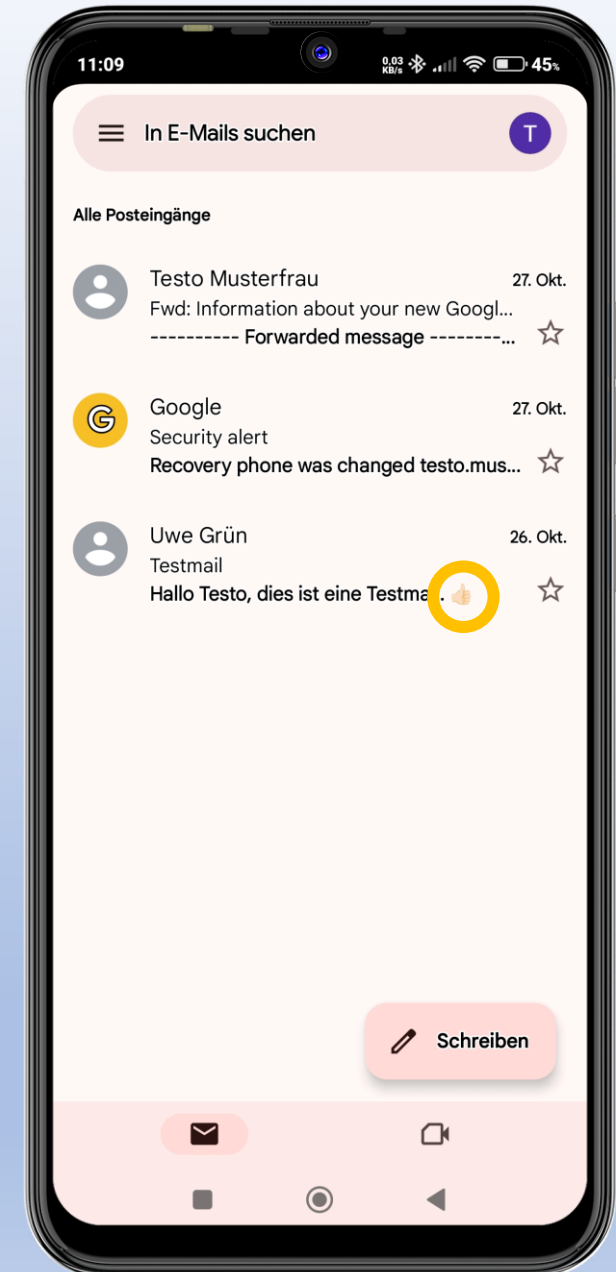 11:09
0,03 KB/s 45%
In E-Mails suchen
T
Alle Posteingänge
Testo Musterfrau 27. Okt.
Fwd: Information about your new Googl...
---------- Forwarded message --------...
G
Google 27. Okt.
Security alert
Recovery phone was changed testo.mus...
Uwe Grün 26. Okt.
Testmail
Hallo Testo, dies ist eine 👍🏻
Schreiben